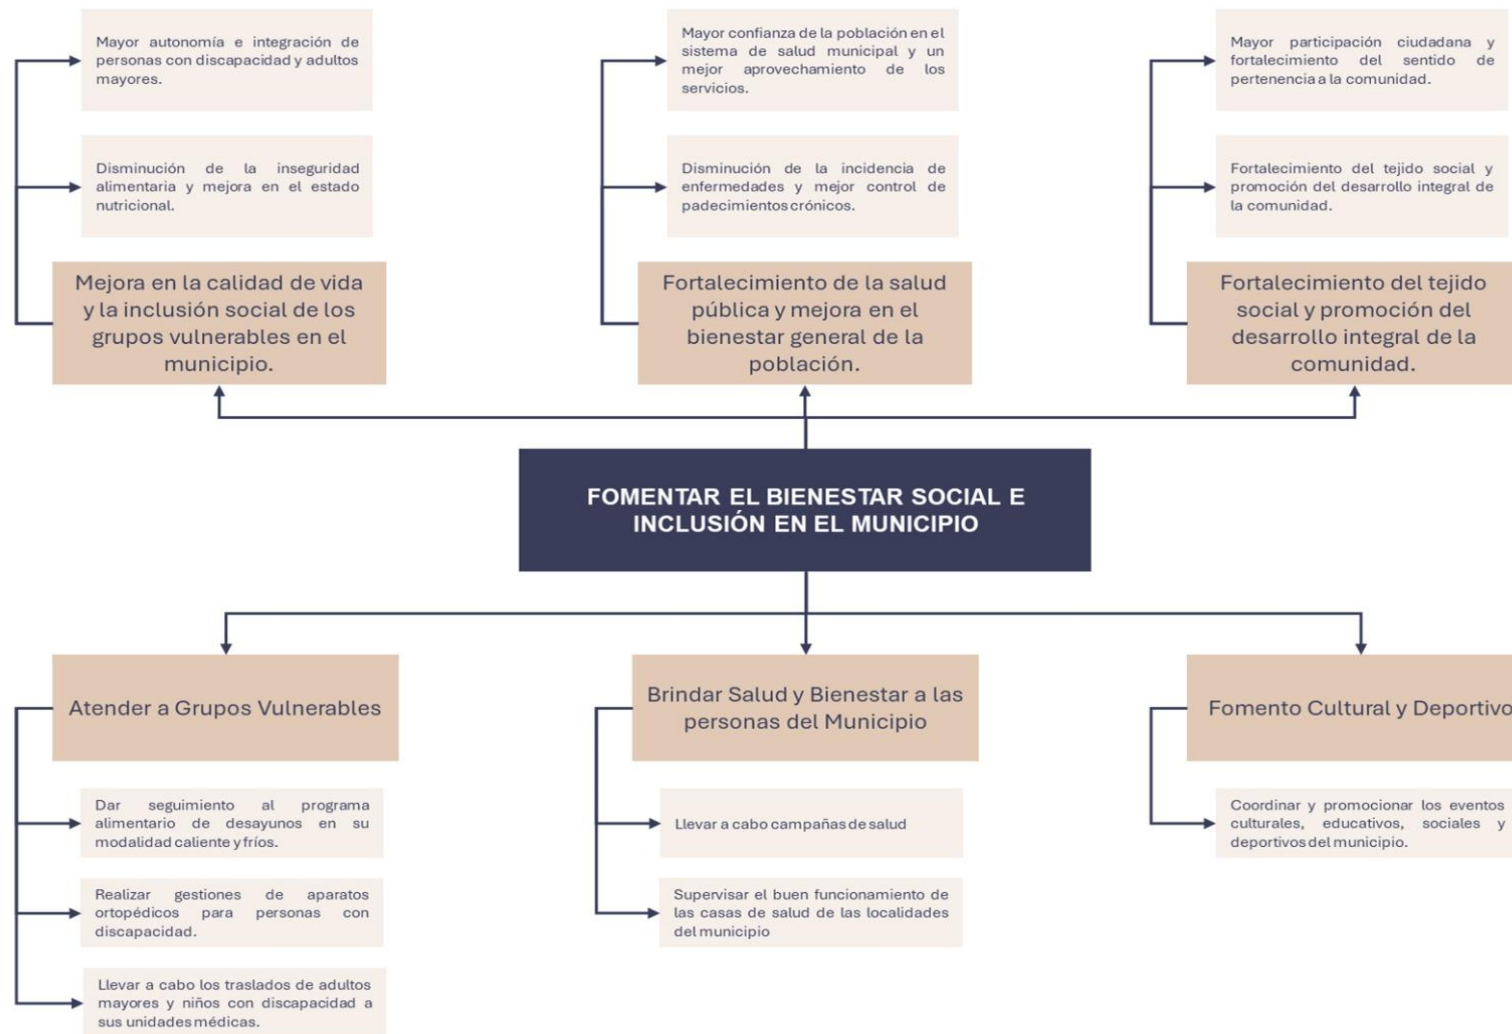 Mayor autonomía e integración de
personas con discapacidad y adultos
mayores.
Mayor confianza de la población en el
sistema de salud municipal y un
mejor aprovechamiento de los
servicios.
Mayor participación ciudadana y
fortalecimiento del sentido de
pertenencia a la comunidad.
Disminución de la inseguridad
alimentaria y mejora en el estado
nutricional.
Disminución de la incidencia de
enfermedades y mejor control de
padecimientos crónicos.
Fortalecimiento del tejido social y
promoción del desarrollo integral de
la comunidad.
Mejora en la calidad de vida
y la inclusión social de los
grupos vulnerables en el
municipio.
Fortalecimiento de la salud
pública y mejora en el
bienestar general de la
población.
Fortalecimiento del tejido
social y promoción del
desarrollo integral de la
comunidad.
FOMENTAR EL BIENESTAR SOCIAL E
INCLUSIÓN EN EL MUNICIPIO
Atender a Grupos Vulnerables
Brindar Salud y Bienestar a las
personas del Municipio
Fomento Cultural y Deportivo
Dar seguimiento al programa
alimentario de desayunos en su
modalidad caliente y fríos.
Llevar a cabo campañas de salud
Coordinar y promocionar los eventos
culturales, educativos, sociales y
deportivos del municipio.
Realizar gestiones de aparatos
ortopédicos para personas con
discapacidad.
Supervisar el buen funcionamiento de
las casas de salud de las localidades
del municipio
Llevar a cabo los traslados de adultos
mayores y niños con discapacidad a
sus unidades médicas.